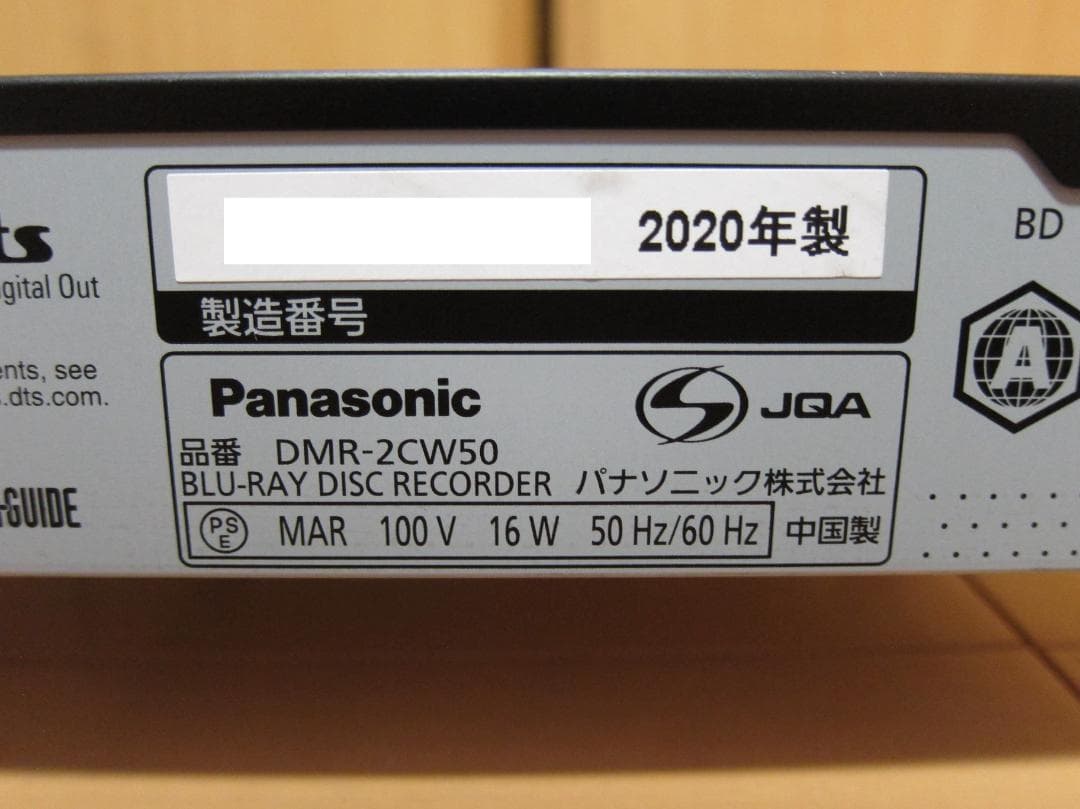 2020年製
製造番号
Panasonic
JQA
品番 DMR-2CW50
BLU-RAY DISC RECORDER パナソニック株式会社
PS
E
MAR 100 V 16 W 50 Hz/60 Hz 中国製
ts
gital Out
ents, see
.dts.com.
-GUIDE
BD
A